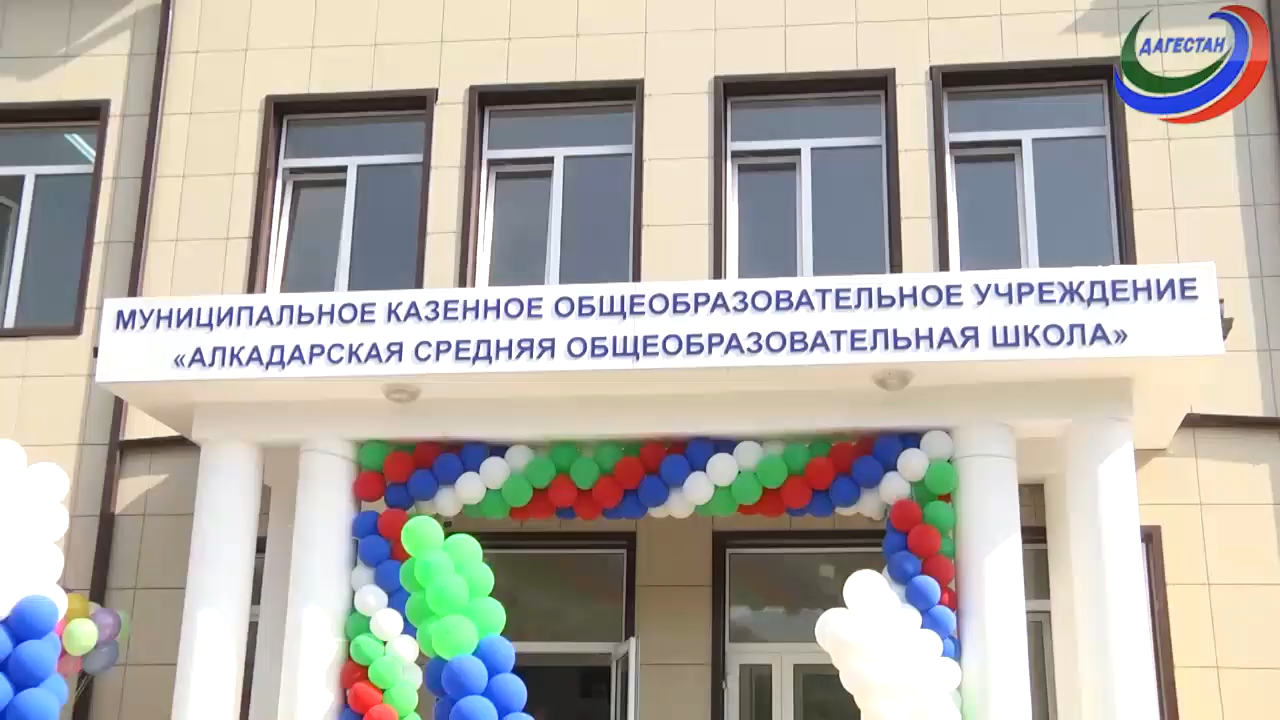 ДАГЕСТАН
МУНИЦИПАЛЬНОЕ КАЗЕННОЕ ОБЩЕОБРАЗОВАТЕЛЬНОЕ УЧРЕЖДЕНИЕ
«АЛКАДАРСКАЯ СРЕДНЯЯ ОБЩЕОБРАЗОВАТЕЛЬНАЯ ШКОЛА»